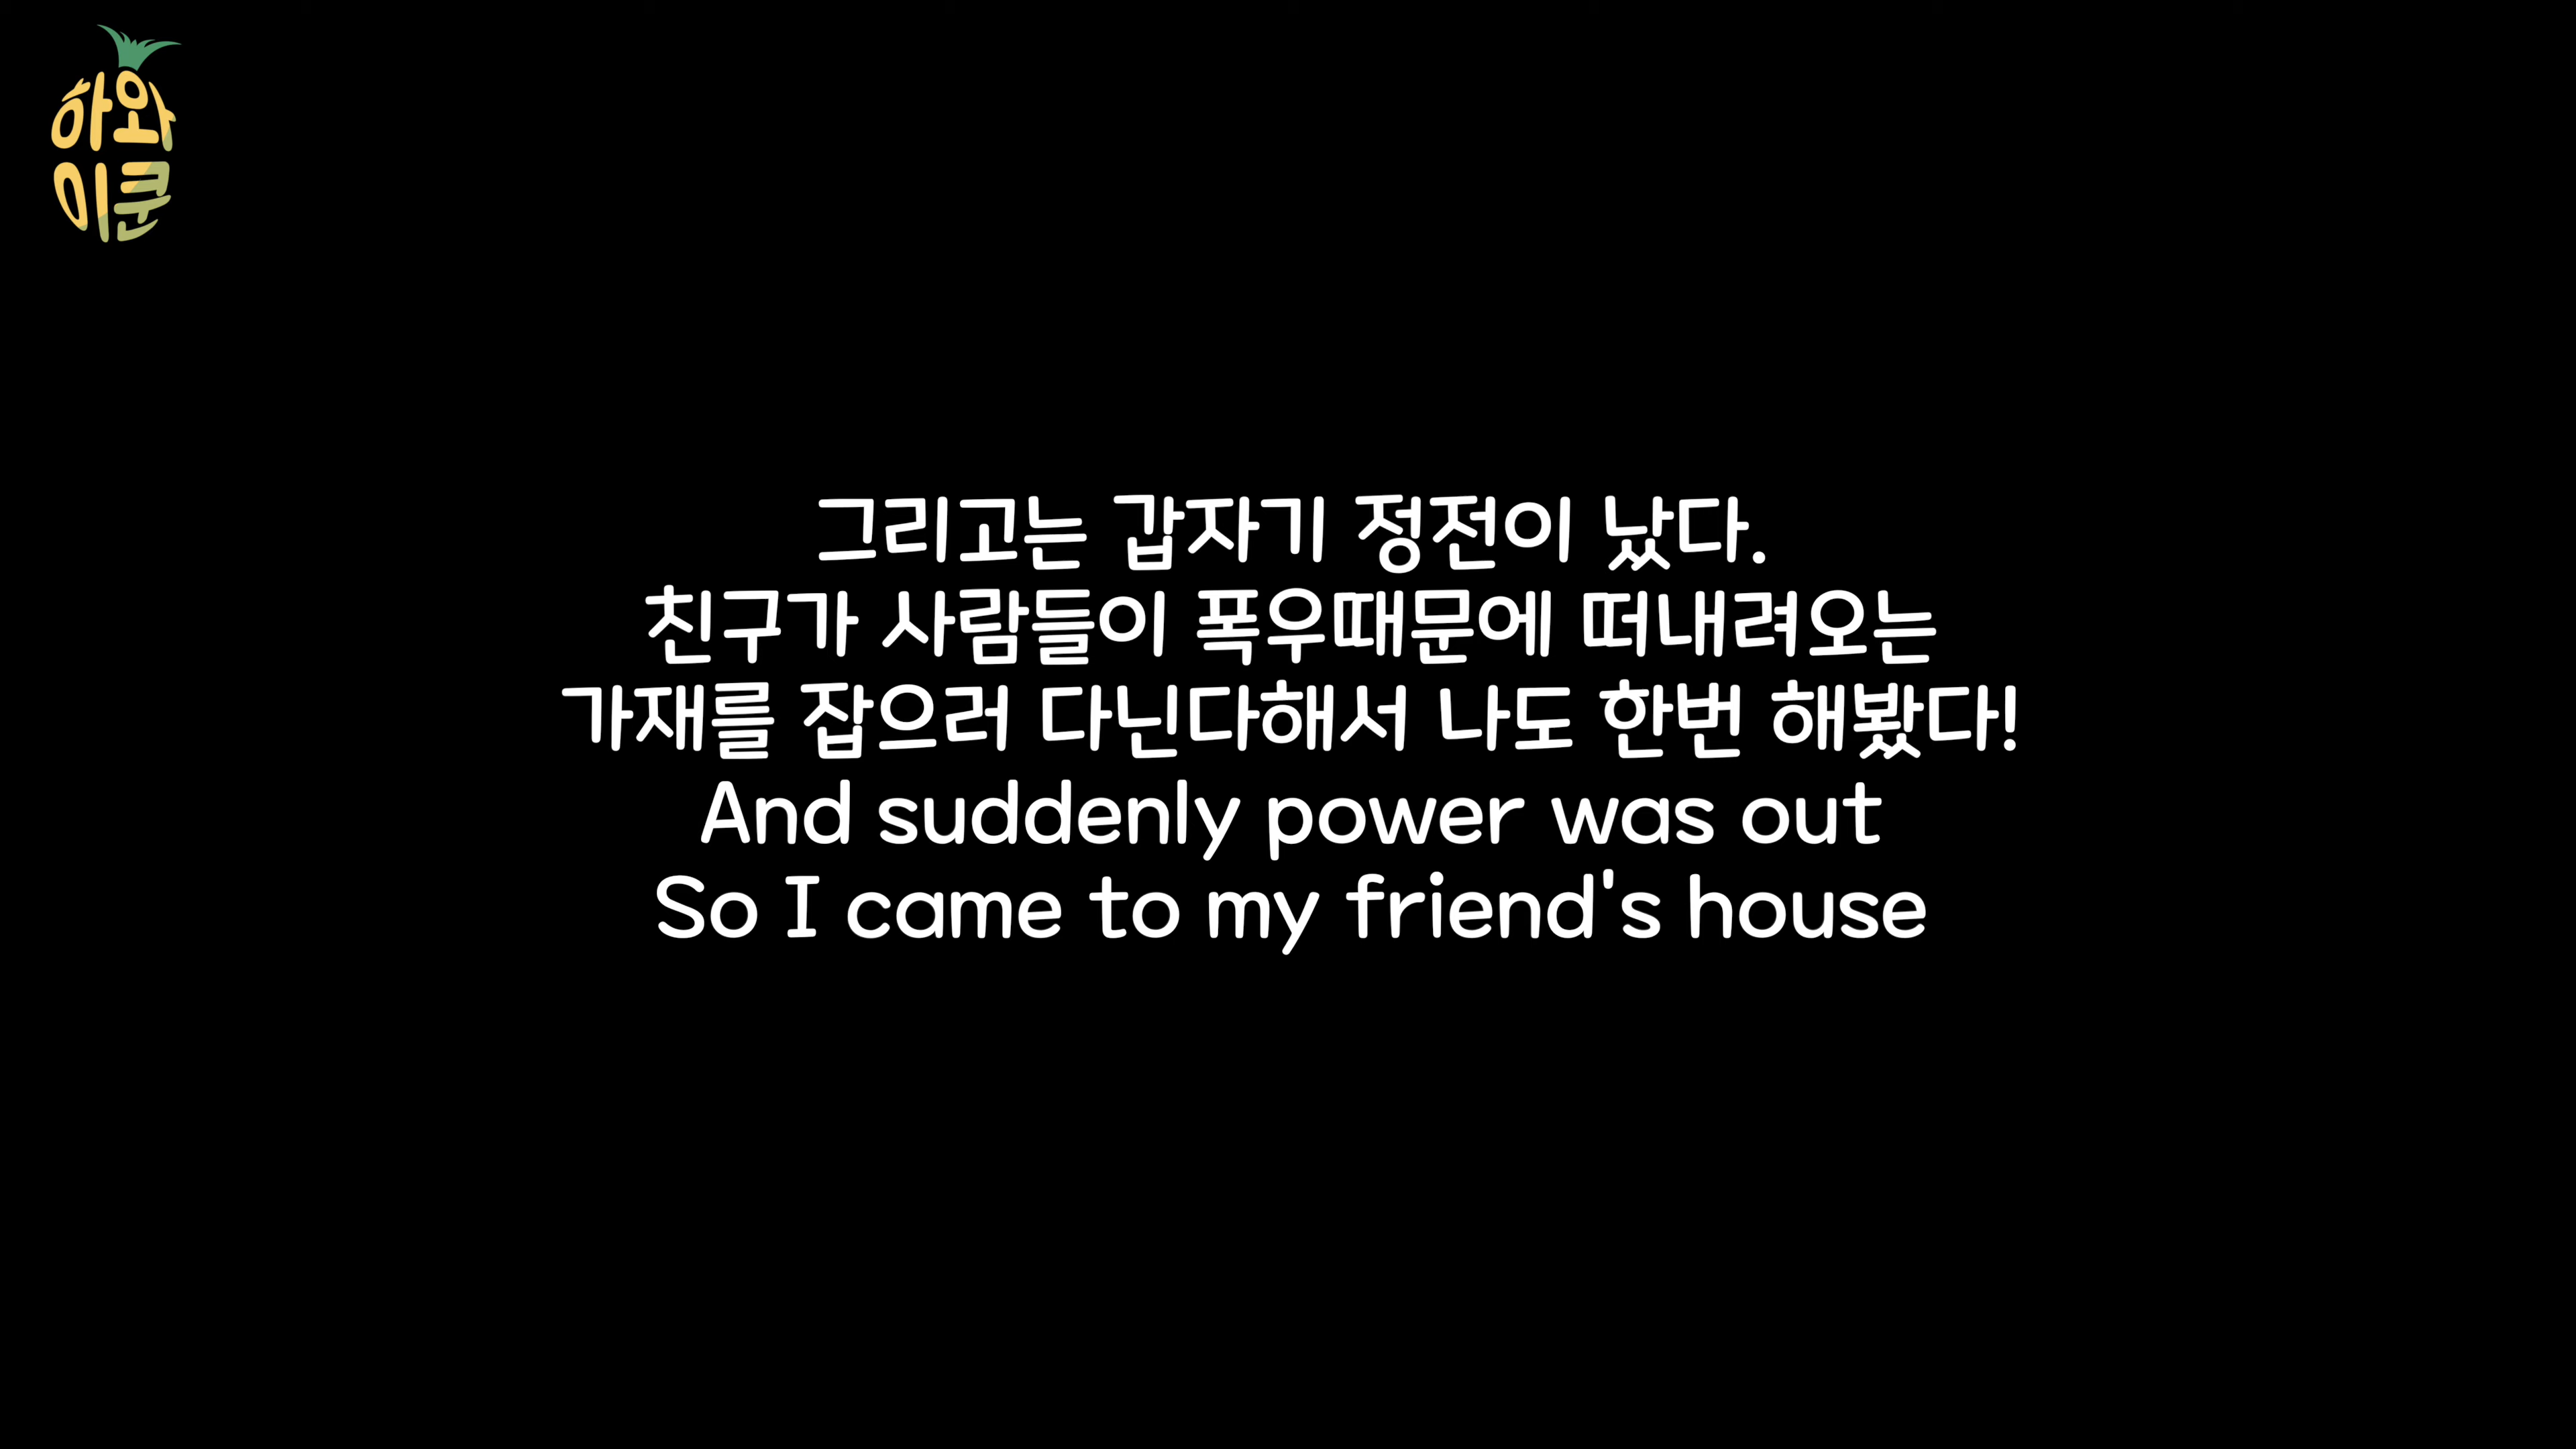 하와
이쿤
그리고는 갑자기 정전이 났다.
친구가 사람들이 폭우때문에 떠내려오는
가재를 잡으러 다닌다해서 나도 한번 해봤다!
And suddenly power was out
So I came to my friend's house